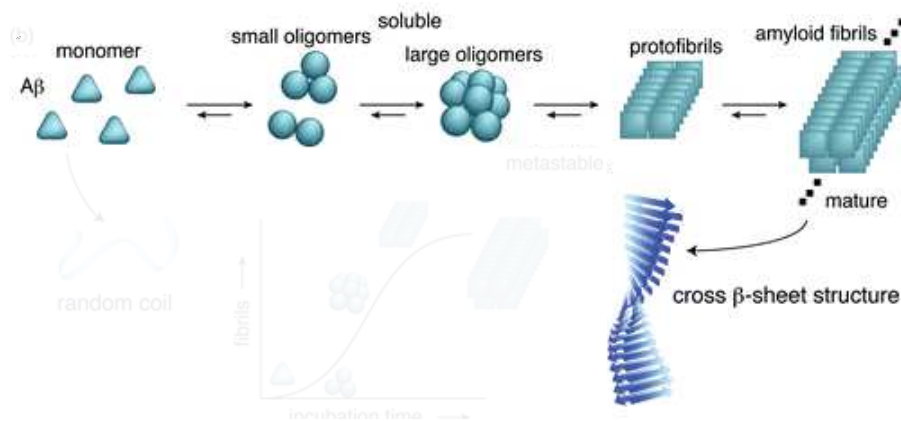 (b)
monomer
Aβ
small oligomers
soluble
large oligomers
protofibrils
amyloid fibrils
metastable
mature
random coil
fibrils
cross β-sheet structure
incubation time